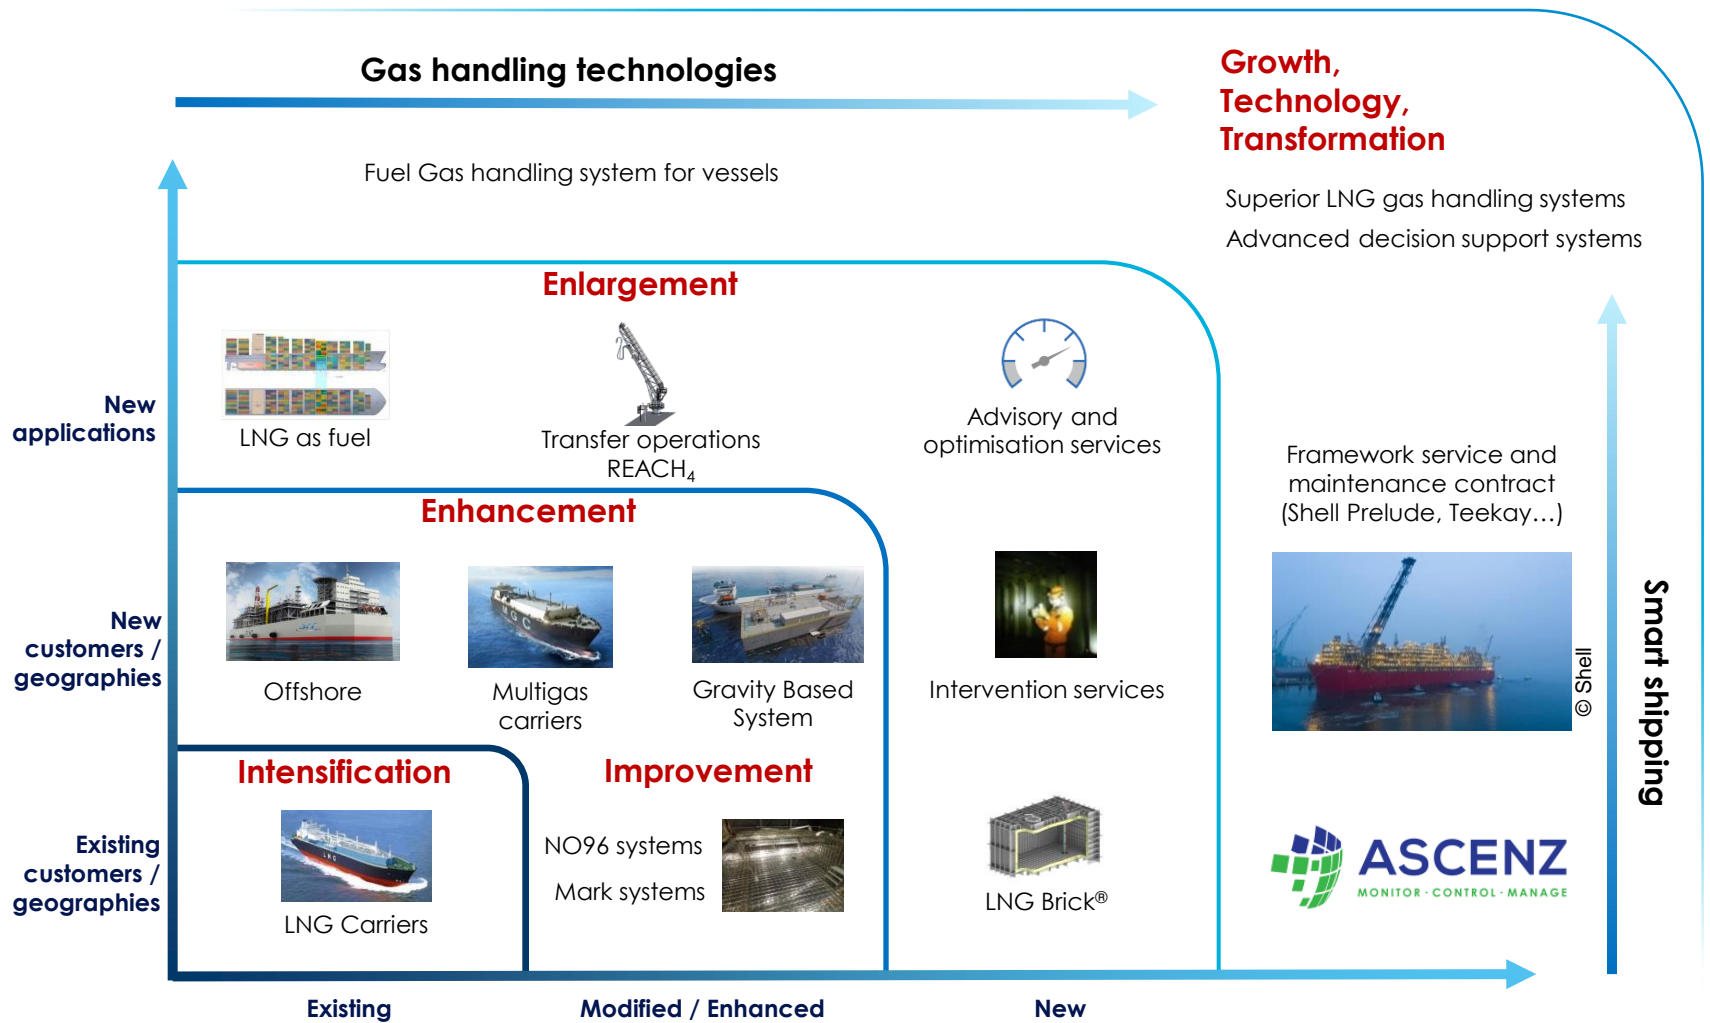 Gas handling technologies
Growth,
Technology,
Transformation
Fuel Gas handling system for vessels
Superior LNG gas handling systems
Advanced decision support systems
Enlargement
New
applications
LNG as fuel
Transfer operations
REACH₄
Advisory and
optimisation services
Framework service and
maintenance contract
(Shell Prelude, Teekay...)
Enhancement
New
customers /
geographies
Offshore
Multigas
carriers
Gravity Based
System
Intervention services
© Shell
Smart shipping
Intensification
Improvement
Existing
customers /
geographies
LNG
LNG Carriers
NO96 systems
Mark systems
LNG Brick®
ASCENZ
MONITOR · CONTROL · MANAGE
Existing
Modified / Enhanced
New